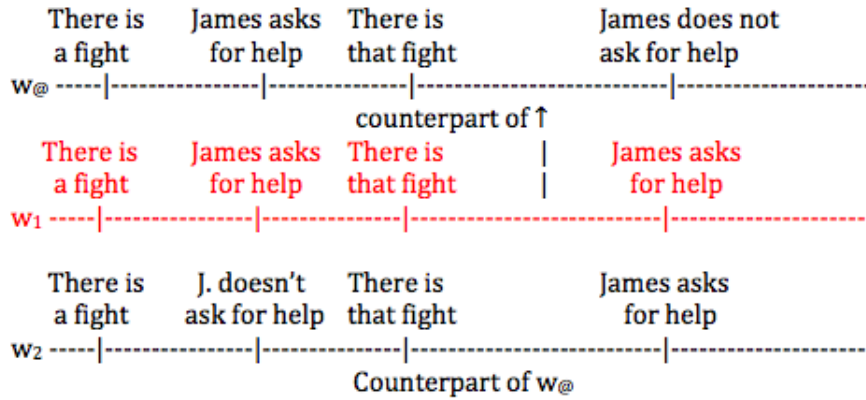 There is James asks There is James does not
a fight for help that fight ask for help
w@ -----|----------------|---------------|----------------------------|--------------------
counterpart of ↑
There is James asks There is | James asks
a fight for help that fight | for help
w1 -----|----------------|---------------|----------------------------|--------------------
There is J. doesn't There is James asks
a fight ask for help that fight for help
w2 -----|----------------|---------------|----------------------------|--------------------
Counterpart of w@